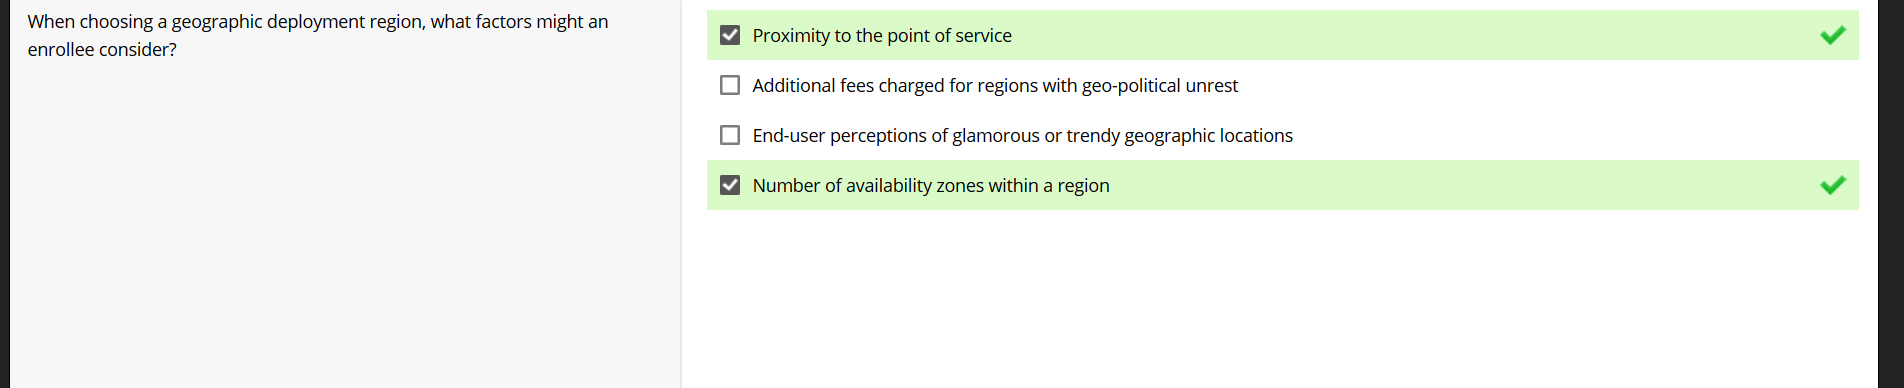 When choosing a geographic deployment region, what factors might an
enrollee consider?
Proximity to the point of service
Additional fees charged for regions with geo-political unrest
End-user perceptions of glamorous or trendy geographic locations
Number of availability zones within a region